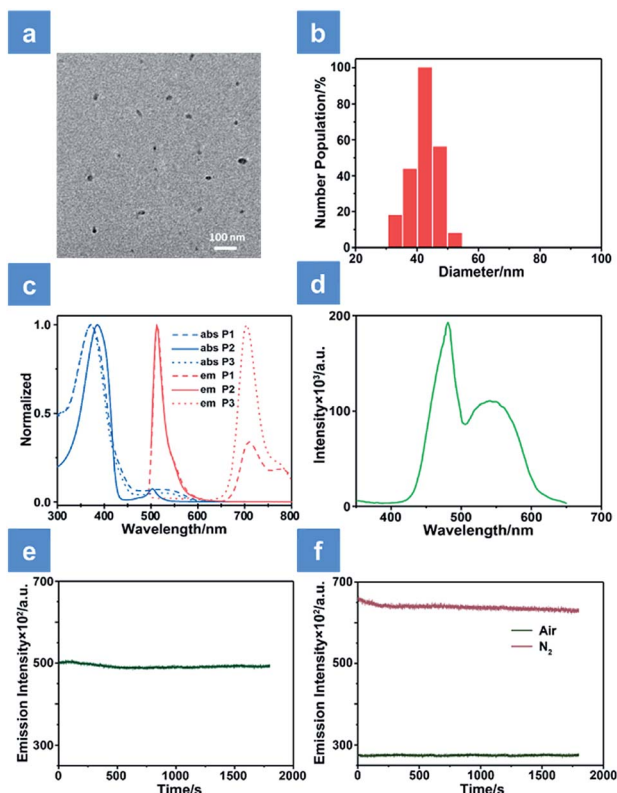 a
100 nm
b
Number Population/%
100
80
60
40
20
0
20 40 60 80 100
Diameter/nm
c
Normalized
1.0
0.5
0.0
abs P1
abs P2
abs P3
em P1
em P2
em P3
300 400 500 600 700 800
Wavelength/nm
d
Intensity×10³/a.u.
200
100
0
400 500 600 700
Wavelength/nm
e
Emission Intensity×10²/a.u.
700
500
300
0 500 1000 1500 2000
Time/s
f
Emission Intensity×10²/a.u.
700
500
300
Air
N₂
0 500 1000 1500 2000
Time/s